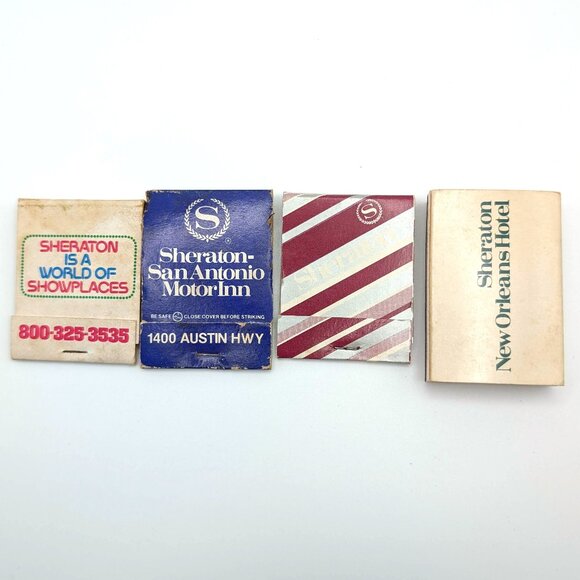 SHERATON
IS A
WORLD OF
SHOWPLACES
800-325-3535
S
®
Sheraton-
San Antonio
Motor Inn
BE SAFE S CLOSE COVER BEFORE STRIKING
1400 AUSTIN HWY
S
Sheraton
Sheraton
New Orleans Hotel